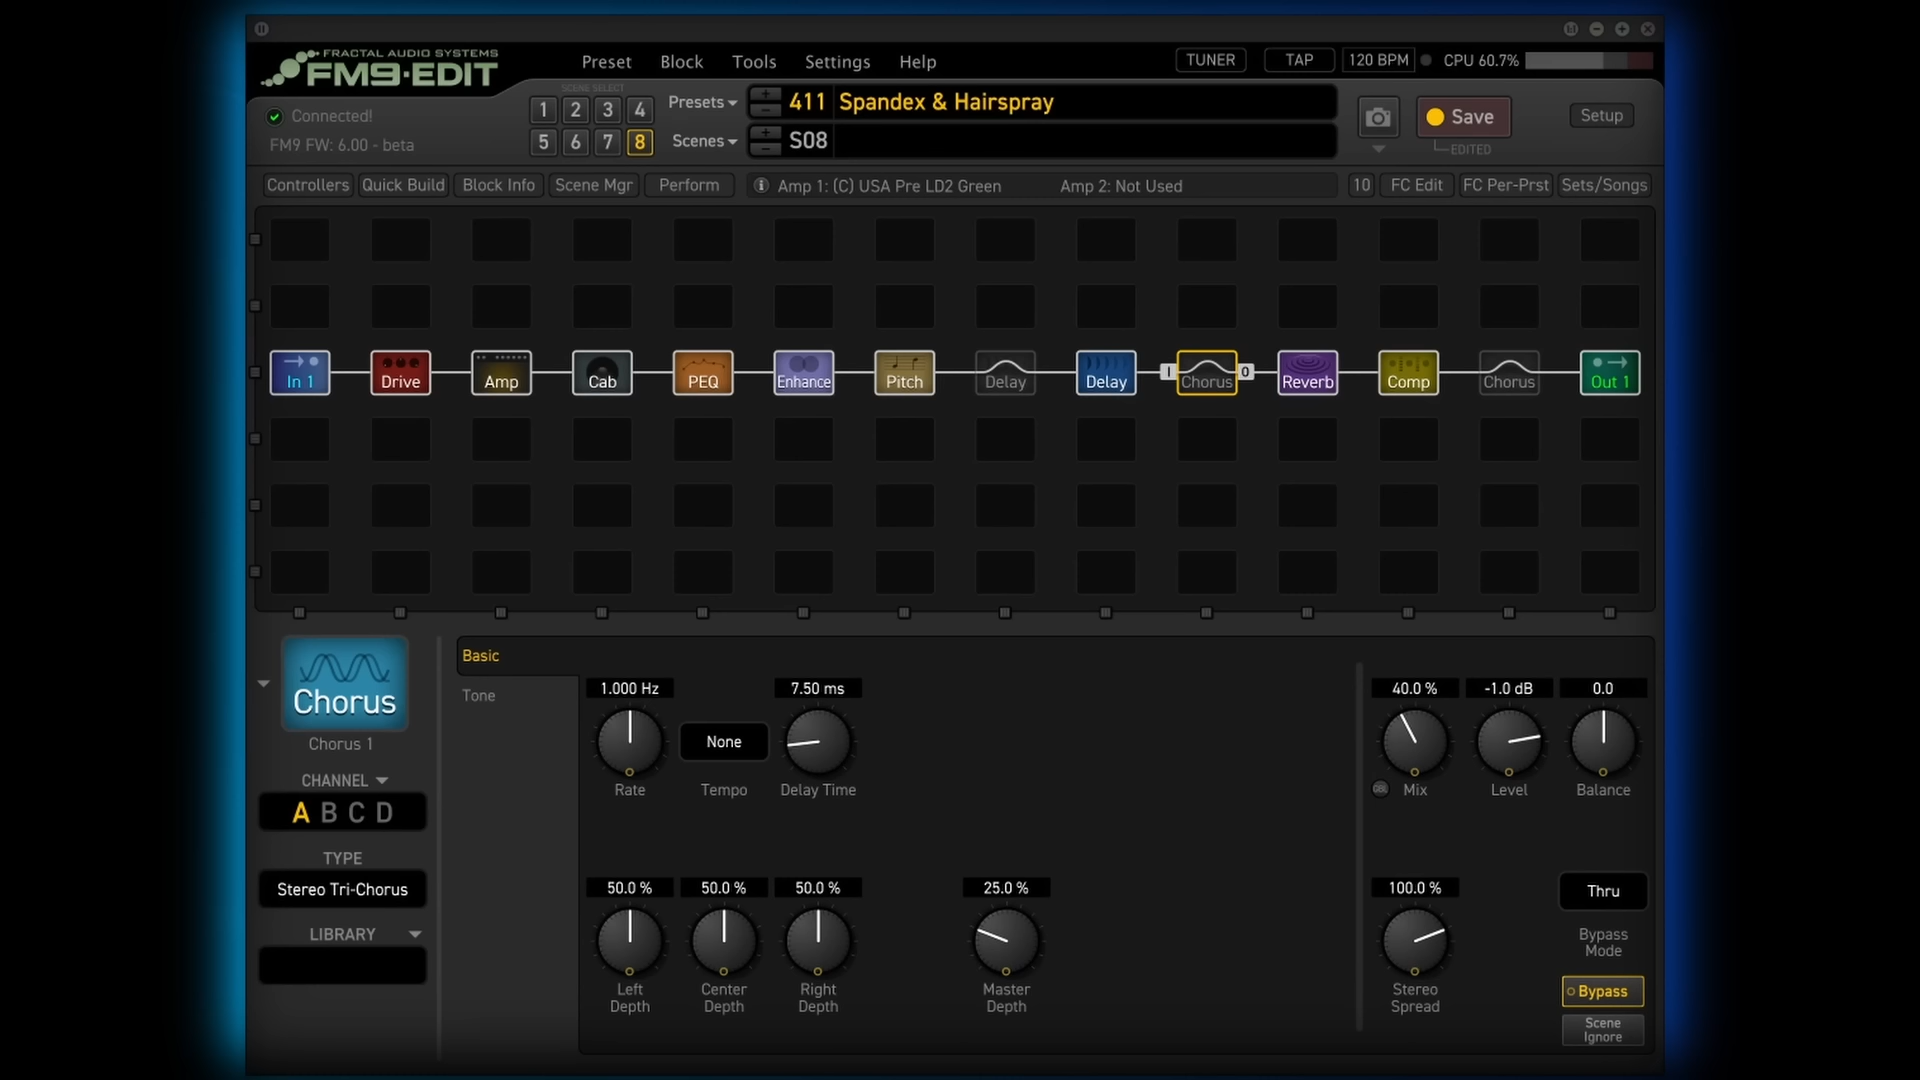 FRACTAL AUDIO SYSTEMS
FM9·EDIT
Preset Block Tools Settings Help
TUNER TAP 120 BPM CPU 60.7%
Connected!
FM9 FW: 6.00 - beta
SCENE SELECT
1 2 3 4
5 6 7 8
Presets 411 Spandex & Hairspray
Scenes S08
Save
EDITED
Setup
Controllers Quick Build Block Info Scene Mgr Perform
Amp 1: (C) USA Pre LD2 Green Amp 2: Not Used
10 FC Edit FC Per-Prst Sets/Songs
In 1 Drive Amp Cab PEQ Enhance Pitch Delay Delay I Chorus O Reverb Comp Chorus Out 1
Chorus
Chorus 1
CHANNEL
A B C D
TYPE
Stereo Tri-Chorus
LIBRARY
Basic
Tone
1.000 Hz 7.50 ms
None
Rate Tempo Delay Time
50.0 % 50.0 % 50.0 % 25.0 %
Left Depth Center Depth Right Depth Master Depth
40.0 % -1.0 dB 0.0
GBL Mix Level Balance
100.0 %
Stereo Spread
Thru
Bypass Mode
Bypass
Scene Ignore